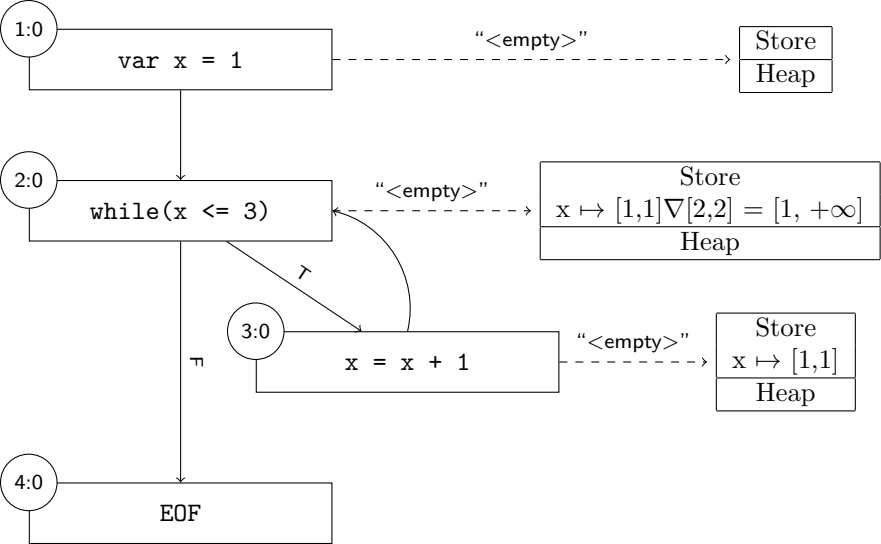 1:0
var x = 1
“<empty>”
Store
Heap
2:0
while(x <= 3)
“<empty>”
Store
x ↦ [1,1]∇[2,2] = [1, +∞]
Heap
T
3:0
x = x + 1
“<empty>”
Store
x ↦ [1,1]
Heap
F
4:0
EOF